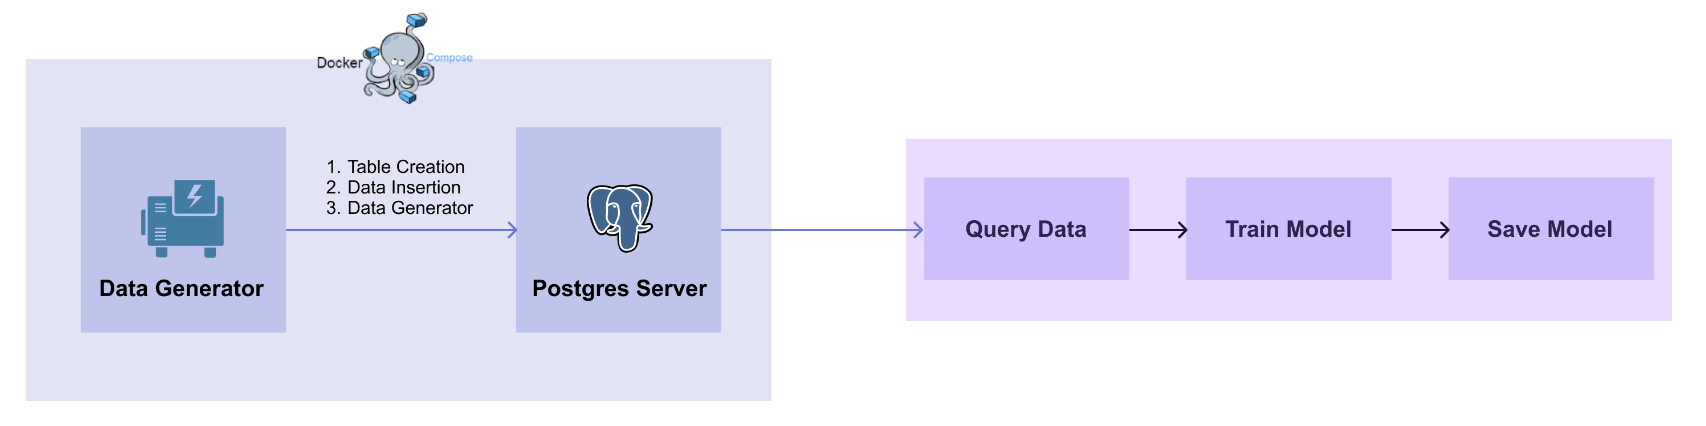 Docker Compose
1. Table Creation
2. Data Insertion
3. Data Generator
Data Generator
Postgres Server
Query Data
Train Model
Save Model